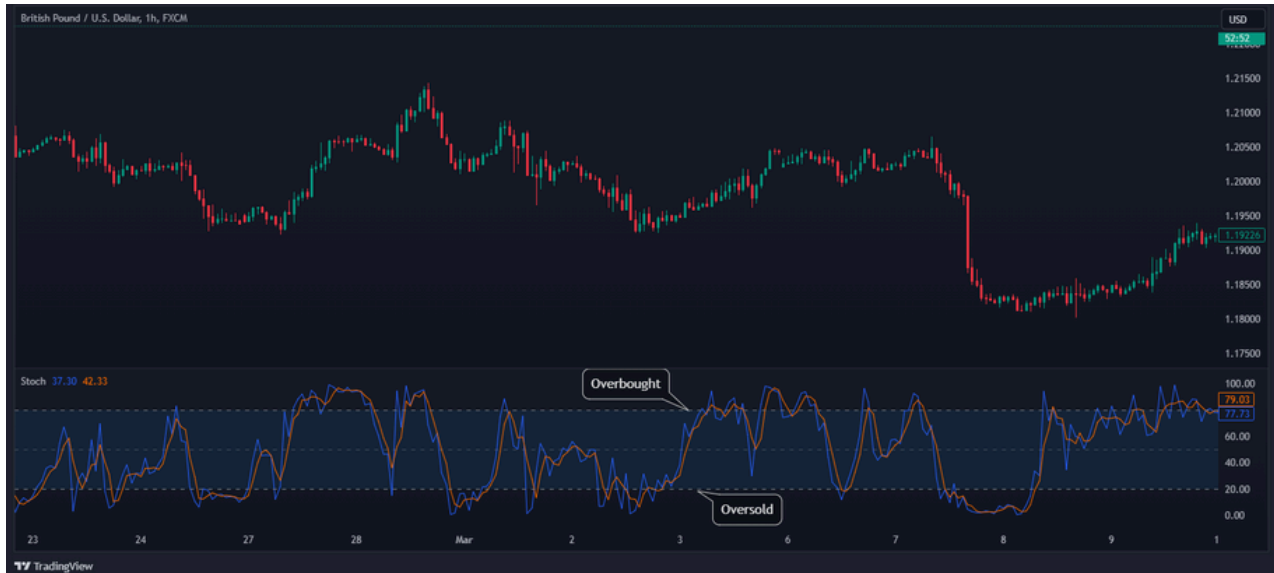 British Pound / U.S. Dollar, 1h, FXCM
USD
52:52
1.21500
1.21000
1.20500
1.20000
1.19500
1.19226
1.19000
1.18500
1.18000
1.17500
Stoch 37.30 42.33
Overbought
100.00
79.03
77.73
60.00
40.00
20.00
Oversold
0.00
23 24 27 28 Mar 2 3 6 7 8 9 1
TradingView